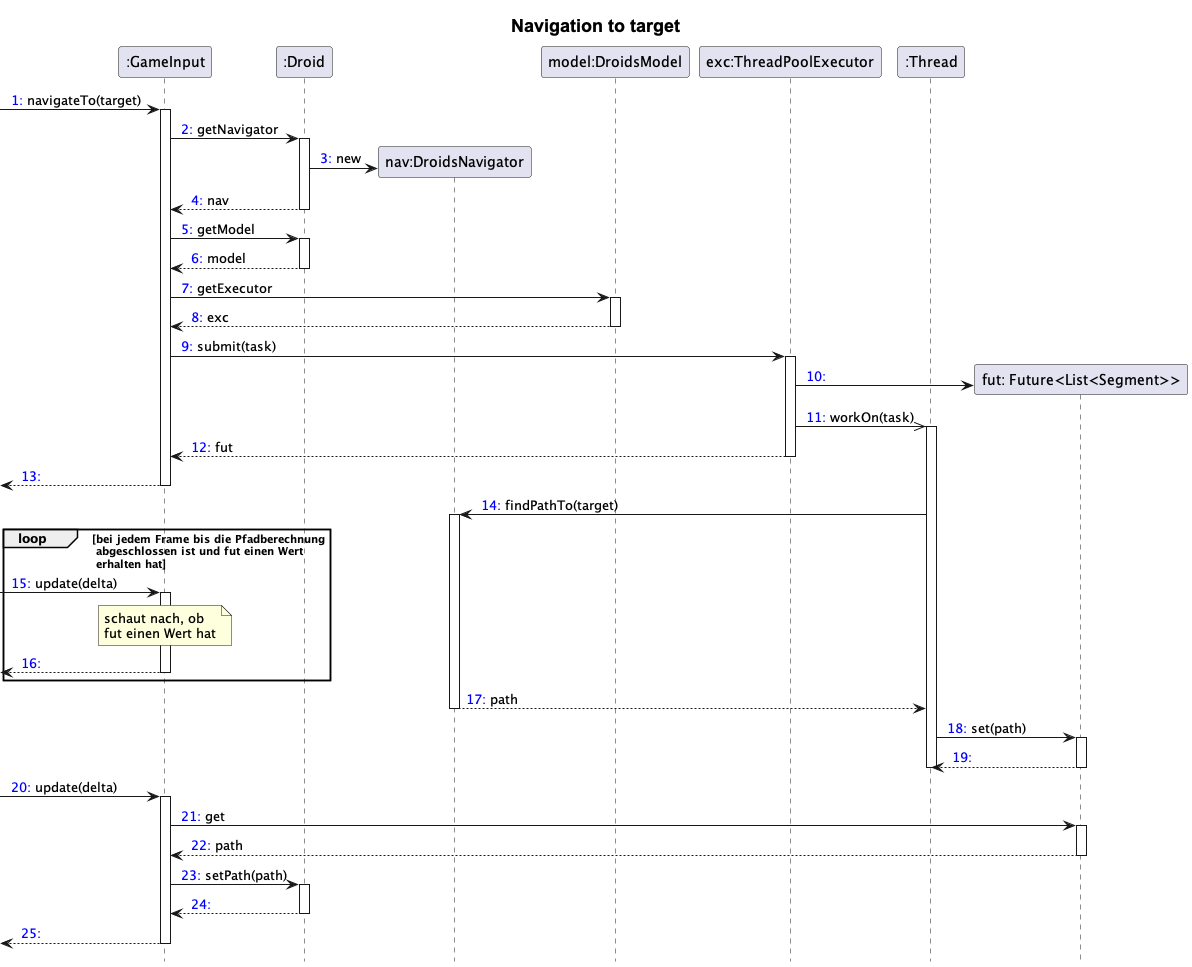 Navigation to target
:GameInput
:Droid
model:DroidsModel
exc:ThreadPoolExecutor
:Thread
1: navigateTo(target)
2: getNavigator
3: new
nav:DroidsNavigator
4: nav
5: getModel
6: model
7: getExecutor
8: exc
9: submit(task)
10:
fut: Future<List<Segment>>
11: workOn(task)
12: fut
13:
14: findPathTo(target)
loop
[bei jedem Frame bis die Pfadberechnung
abgeschlossen ist und fut einen Wert
erhalten hat]
15: update(delta)
schaut nach, ob
fut einen Wert hat
16:
17: path
18: set(path)
19:
20: update(delta)
21: get
22: path
23: setPath(path)
24:
25: